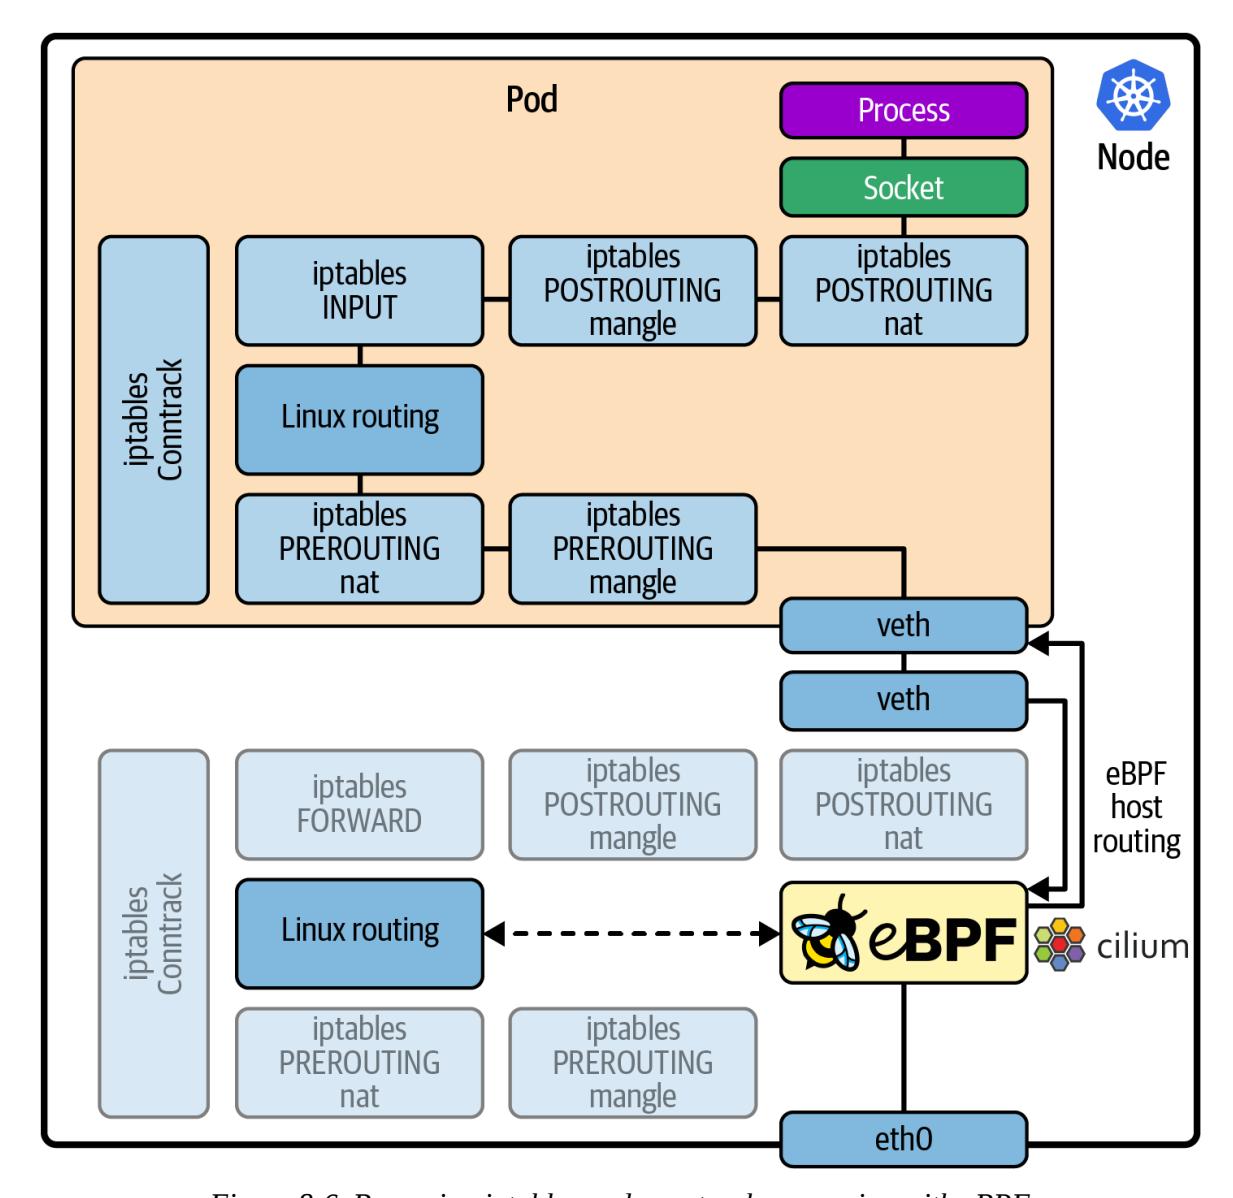 Pod
Process
Node
Socket
iptables
INPUT
iptables
POSTROUTING
mangle
iptables
POSTROUTING
nat
iptables
Conntrack
Linux routing
iptables
PREROUTING
nat
iptables
PREROUTING
mangle
veth
veth
eBPF
host
routing
iptables
FORWARD
iptables
POSTROUTING
mangle
iptables
POSTROUTING
nat
iptables
Conntrack
Linux routing
eBPF
cilium
iptables
PREROUTING
nat
iptables
PREROUTING
mangle
eth0